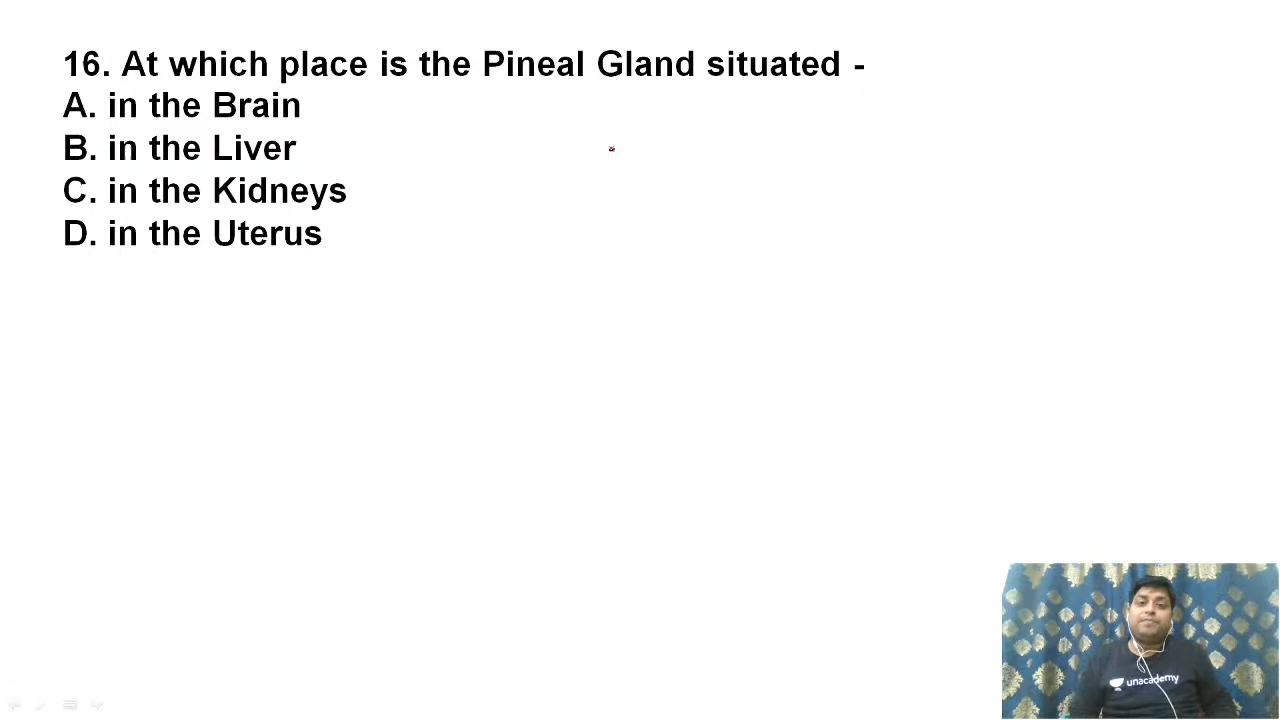 16. At which place is the Pineal Gland situated -
A. in the Brain
B. in the Liver
C. in the Kidneys
D. in the Uterus
unacademy